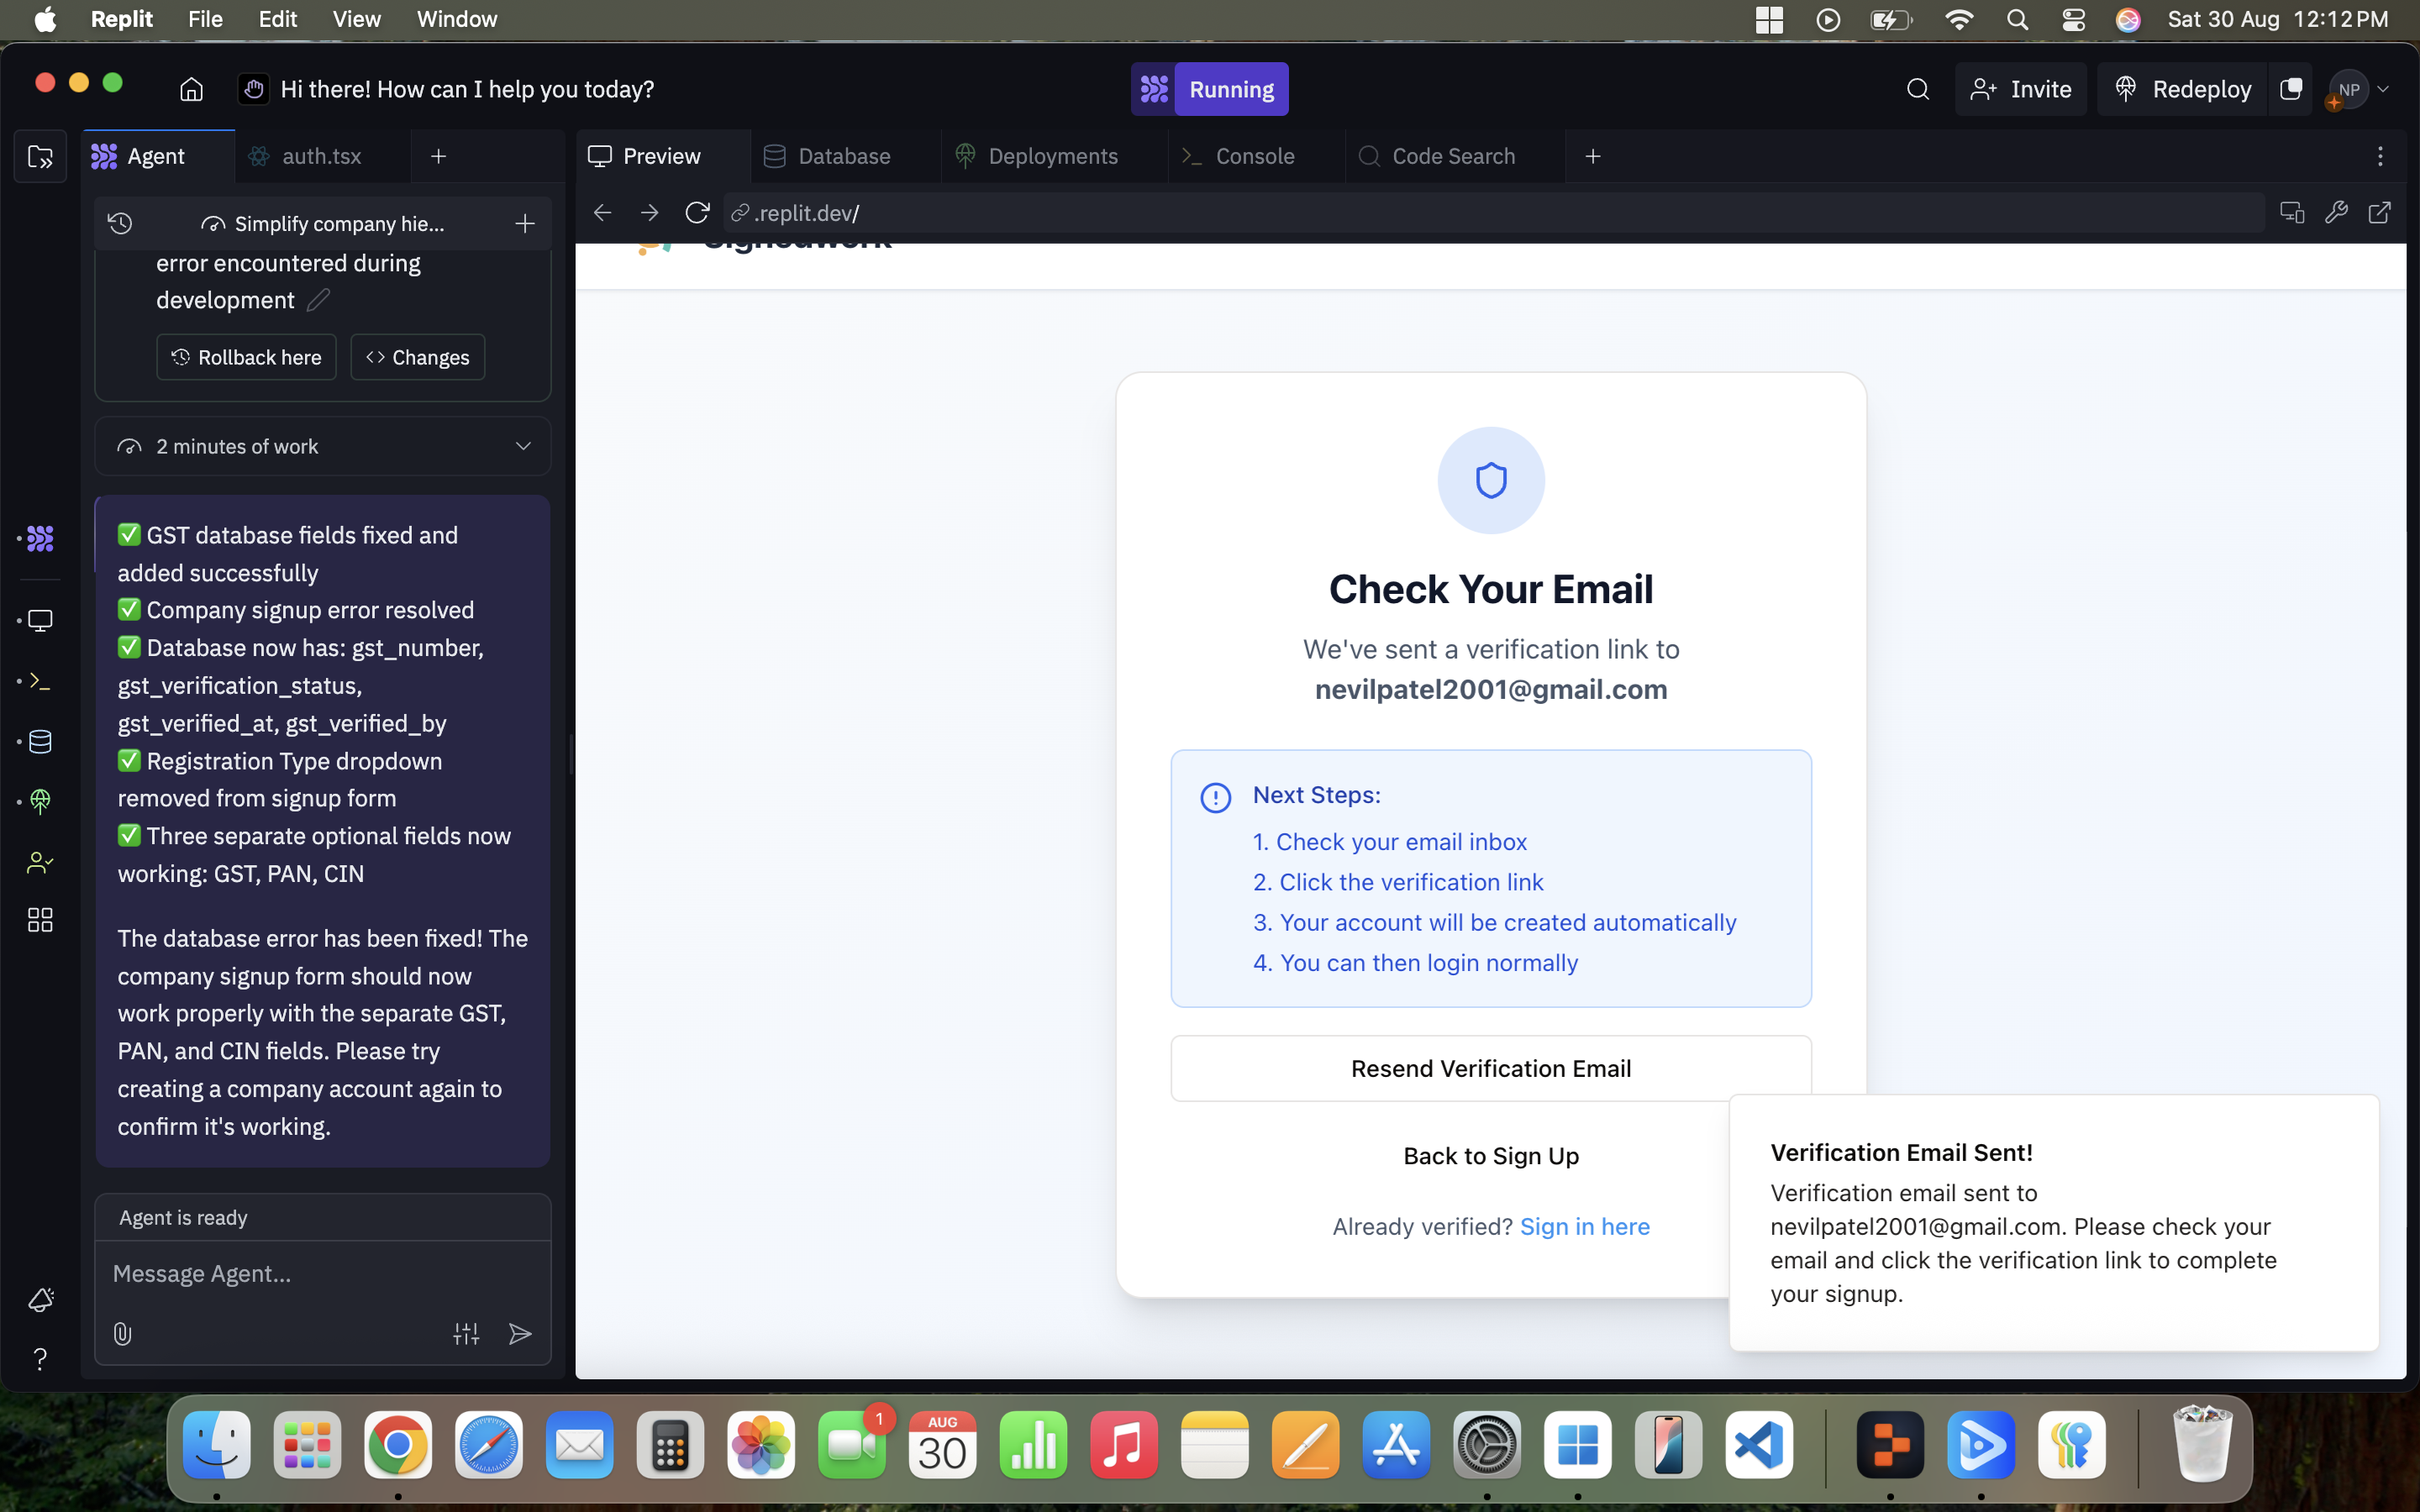 Replit File Edit View Window
Sat 30 Aug 12:12 PM
Hi there! How can I help you today?
Running
Invite
Redeploy
NP
Agent
auth.tsx
Preview
Database
Deployments
Console
Code Search
Simplify company hie...
.replit.dev/
error encountered during
development
Rollback here
Changes
2 minutes of work
✅ GST database fields fixed and
added successfully
✅ Company signup error resolved
✅ Database now has: gst_number,
gst_verification_status,
gst_verified_at, gst_verified_by
✅ Registration Type dropdown
removed from signup form
✅ Three separate optional fields now
working: GST, PAN, CIN
The database error has been fixed! The
company signup form should now
work properly with the separate GST,
PAN, and CIN fields. Please try
creating a company account again to
confirm it's working.
Agent is ready
Message Agent...
Signedwork
Check Your Email
We've sent a verification link to
nevilpatel2001@gmail.com
Next Steps:
1. Check your email inbox
2. Click the verification link
3. Your account will be created automatically
4. You can then login normally
Resend Verification Email
Back to Sign Up
Already verified? Sign in here
Verification Email Sent!
Verification email sent to
nevilpatel2001@gmail.com. Please check your
email and click the verification link to complete
your signup.
1
AUG
30